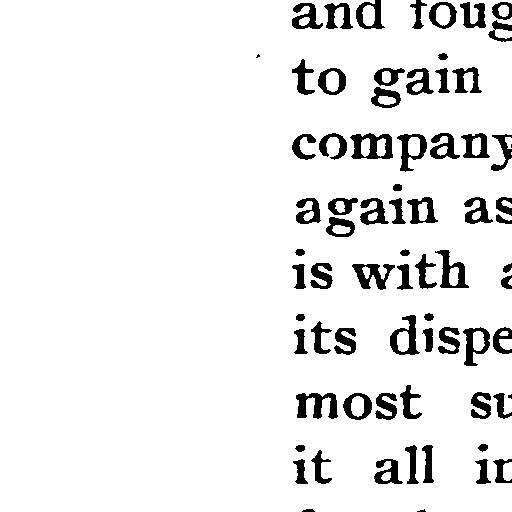 and foug
to gain
company
again as
is with a
its dispe
most su
it all in